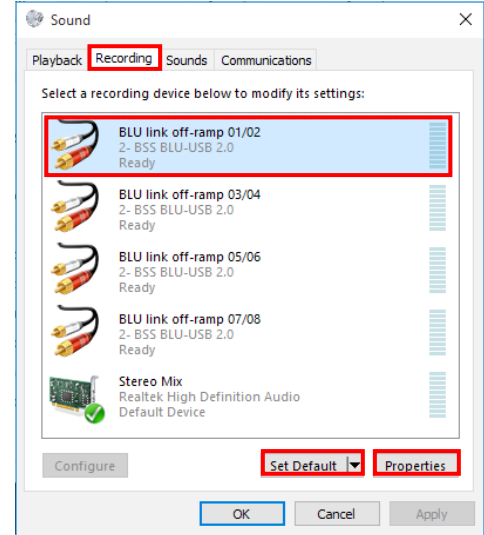 Sound
Playback Recording Sounds Communications
Select a recording device below to modify its settings:
BLU link off-ramp 01/02
2- BSS BLU-USB 2.0
Ready
BLU link off-ramp 03/04
2- BSS BLU-USB 2.0
Ready
BLU link off-ramp 05/06
2- BSS BLU-USB 2.0
Ready
BLU link off-ramp 07/08
2- BSS BLU-USB 2.0
Ready
Stereo Mix
Realtek High Definition Audio
Default Device
Configure Set Default Properties
OK Cancel Apply